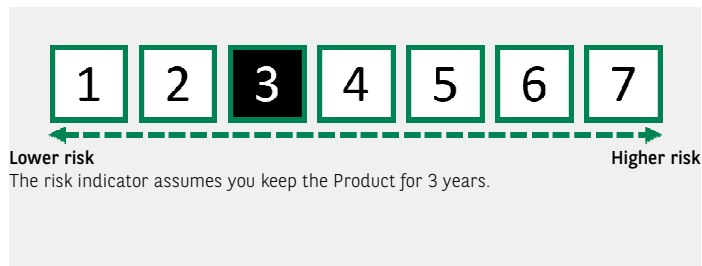 1 2 3 4 5 6 7
Lower risk Higher risk
The risk indicator assumes you keep the Product for 3 years.